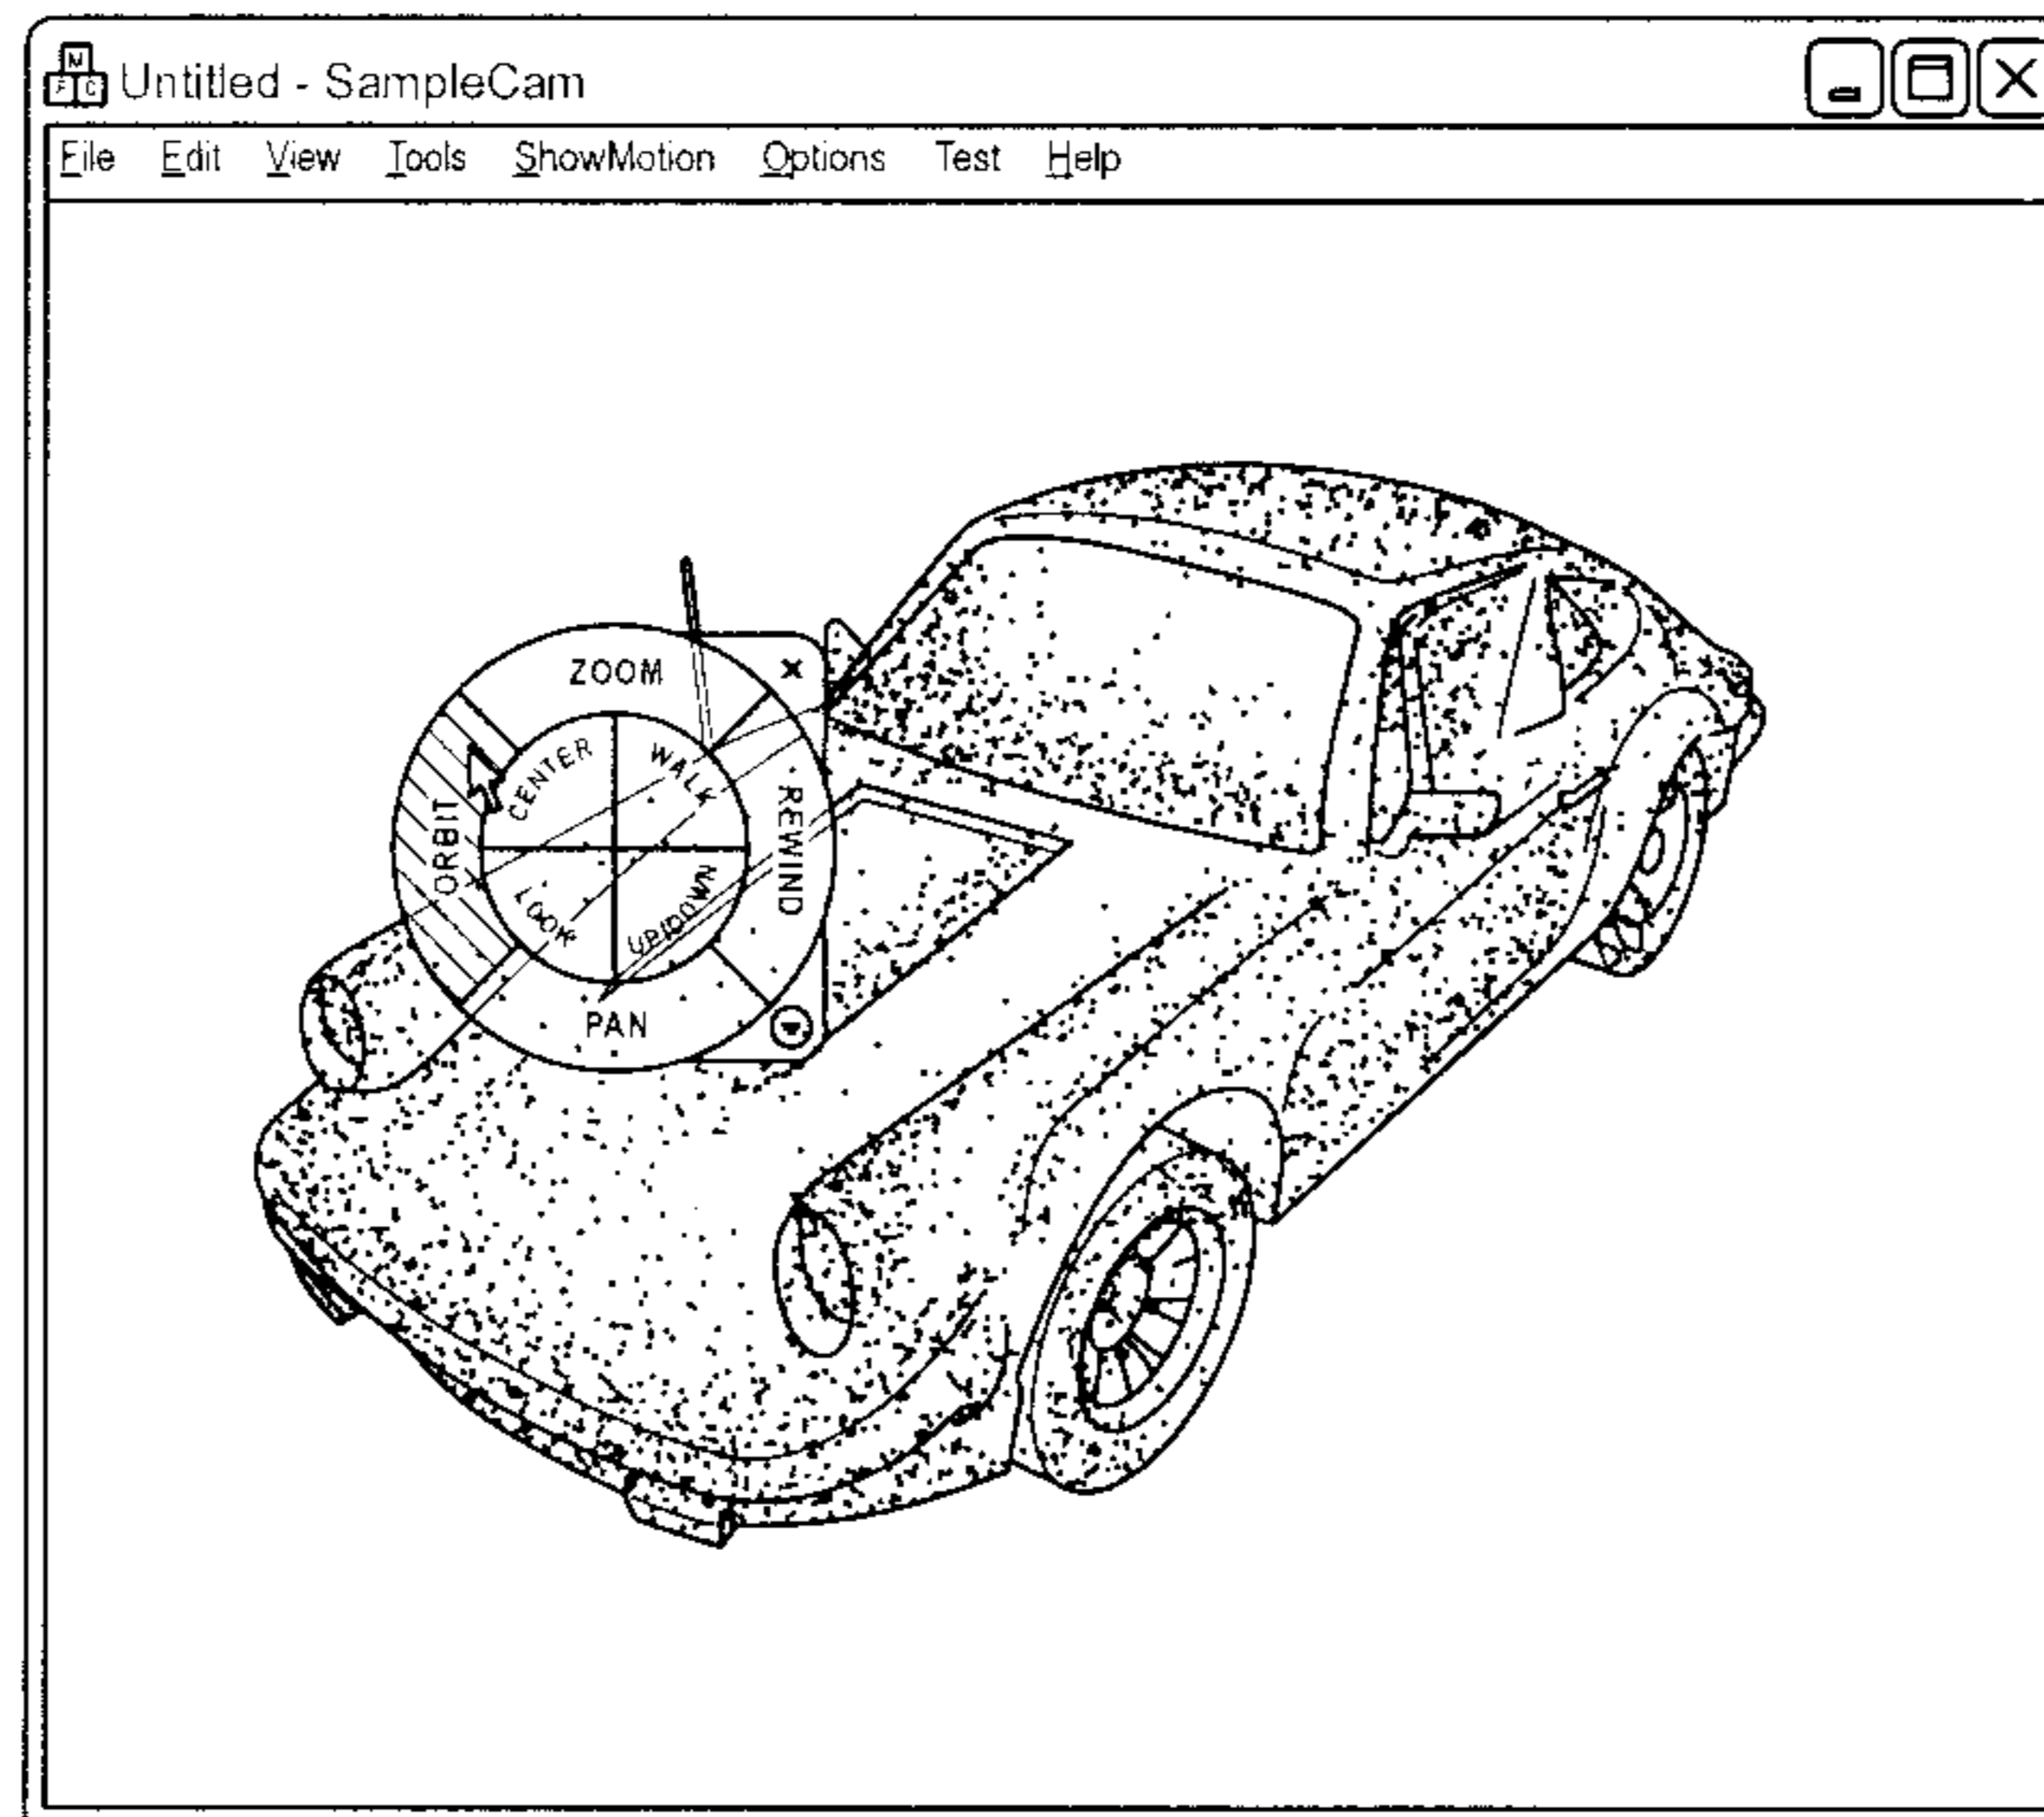 MFC
Untitled - SampleCam
File Edit View Tools ShowMotion Options Test Help
ZOOM
CENTER WALK
ORBIT REWIND
LOOK UP/DOWN
PAN